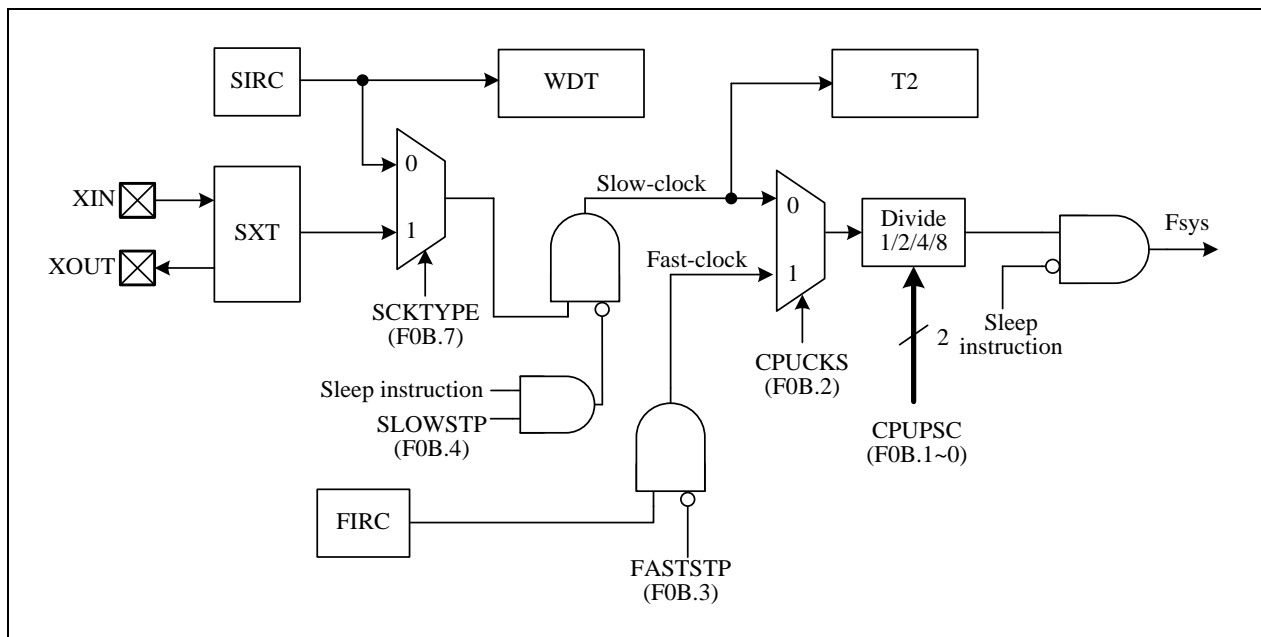 SIRC
WDT
T2
XIN
XOUT
SXT
0
1
SCKTYPE
(F0B.7)
Slow-clock
Fast-clock
0
1
CPUCKS
(F0B.2)
Divide
1/2/4/8
Fsys
Sleep
instruction
2
CPUPSC
(F0B.1~0)
Sleep instruction
SLOWSTP
(F0B.4)
FIRC
FASTSTP
(F0B.3)